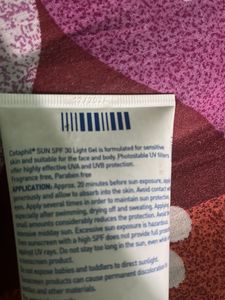 Cetaphil® SUN SPF 30 Light Gel is formulated for sensitive
skin and suitable for the face and body. Photostable UV filters
offer highly effective UVA and UVB protection.
Fragrance free, Paraben free
APPLICATION: Approx. 20 minutes before sun exposure, apply
generously and allow to absorb into the skin. Avoid contact with
eyes. Apply several times in order to maintain sun protection
especially after swimming, drying off and sweating. Applying
small amounts considerably reduces the protection. Avoid
intensive midday sun. Excessive sun exposure is hazardous.
Even sunscreen with a high SPF does not provide full
against UV rays. Do not stay too long in the sun, even while
sunscreen product.
Do not expose babies and toddlers to direct sunlight.
Sunscreen products can cause permanent discoloration
and other materials.